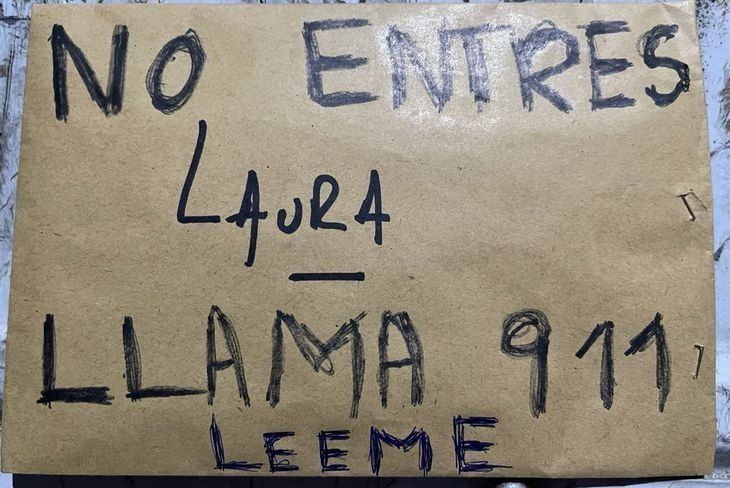 NO ENTRES
LAURA
LLAMA 911
LEEME